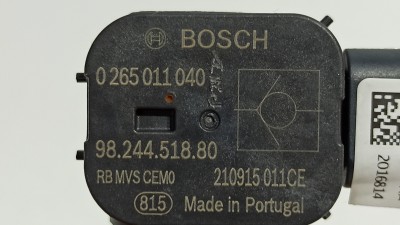 BOSCH
0 265 011 040
98.244.518.80
RB MVS CEM0 210915 011CE
815 Made in Portugal
2016814